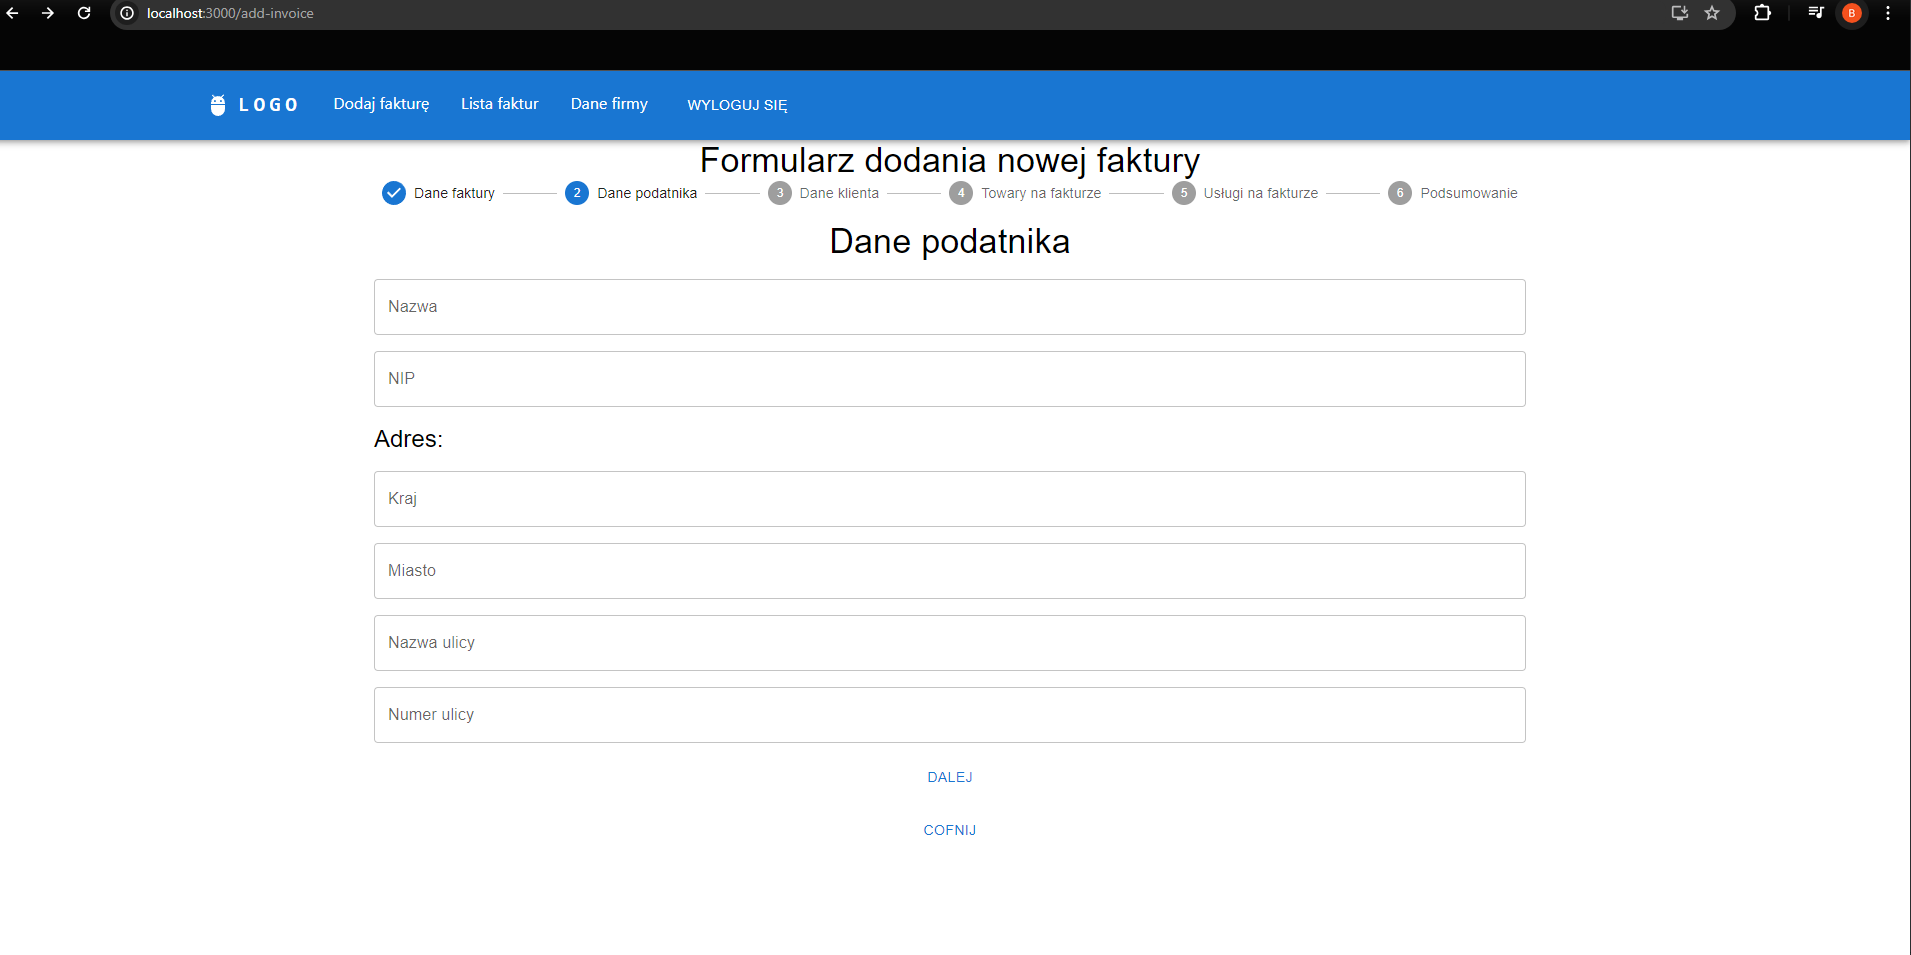 localhost:3000/add-invoice
B
LOGO Dodaj fakturę Lista faktur Dane firmy WYLOGUJ SIĘ
Formularz dodania nowej faktury
Dane faktury 2 Dane podatnika 3 Dane klienta 4 Towary na fakturze 5 Usługi na fakturze 6 Podsumowanie
Dane podatnika
Nazwa
NIP
Adres:
Kraj
Miasto
Nazwa ulicy
Numer ulicy
DALEJ
COFNIJ